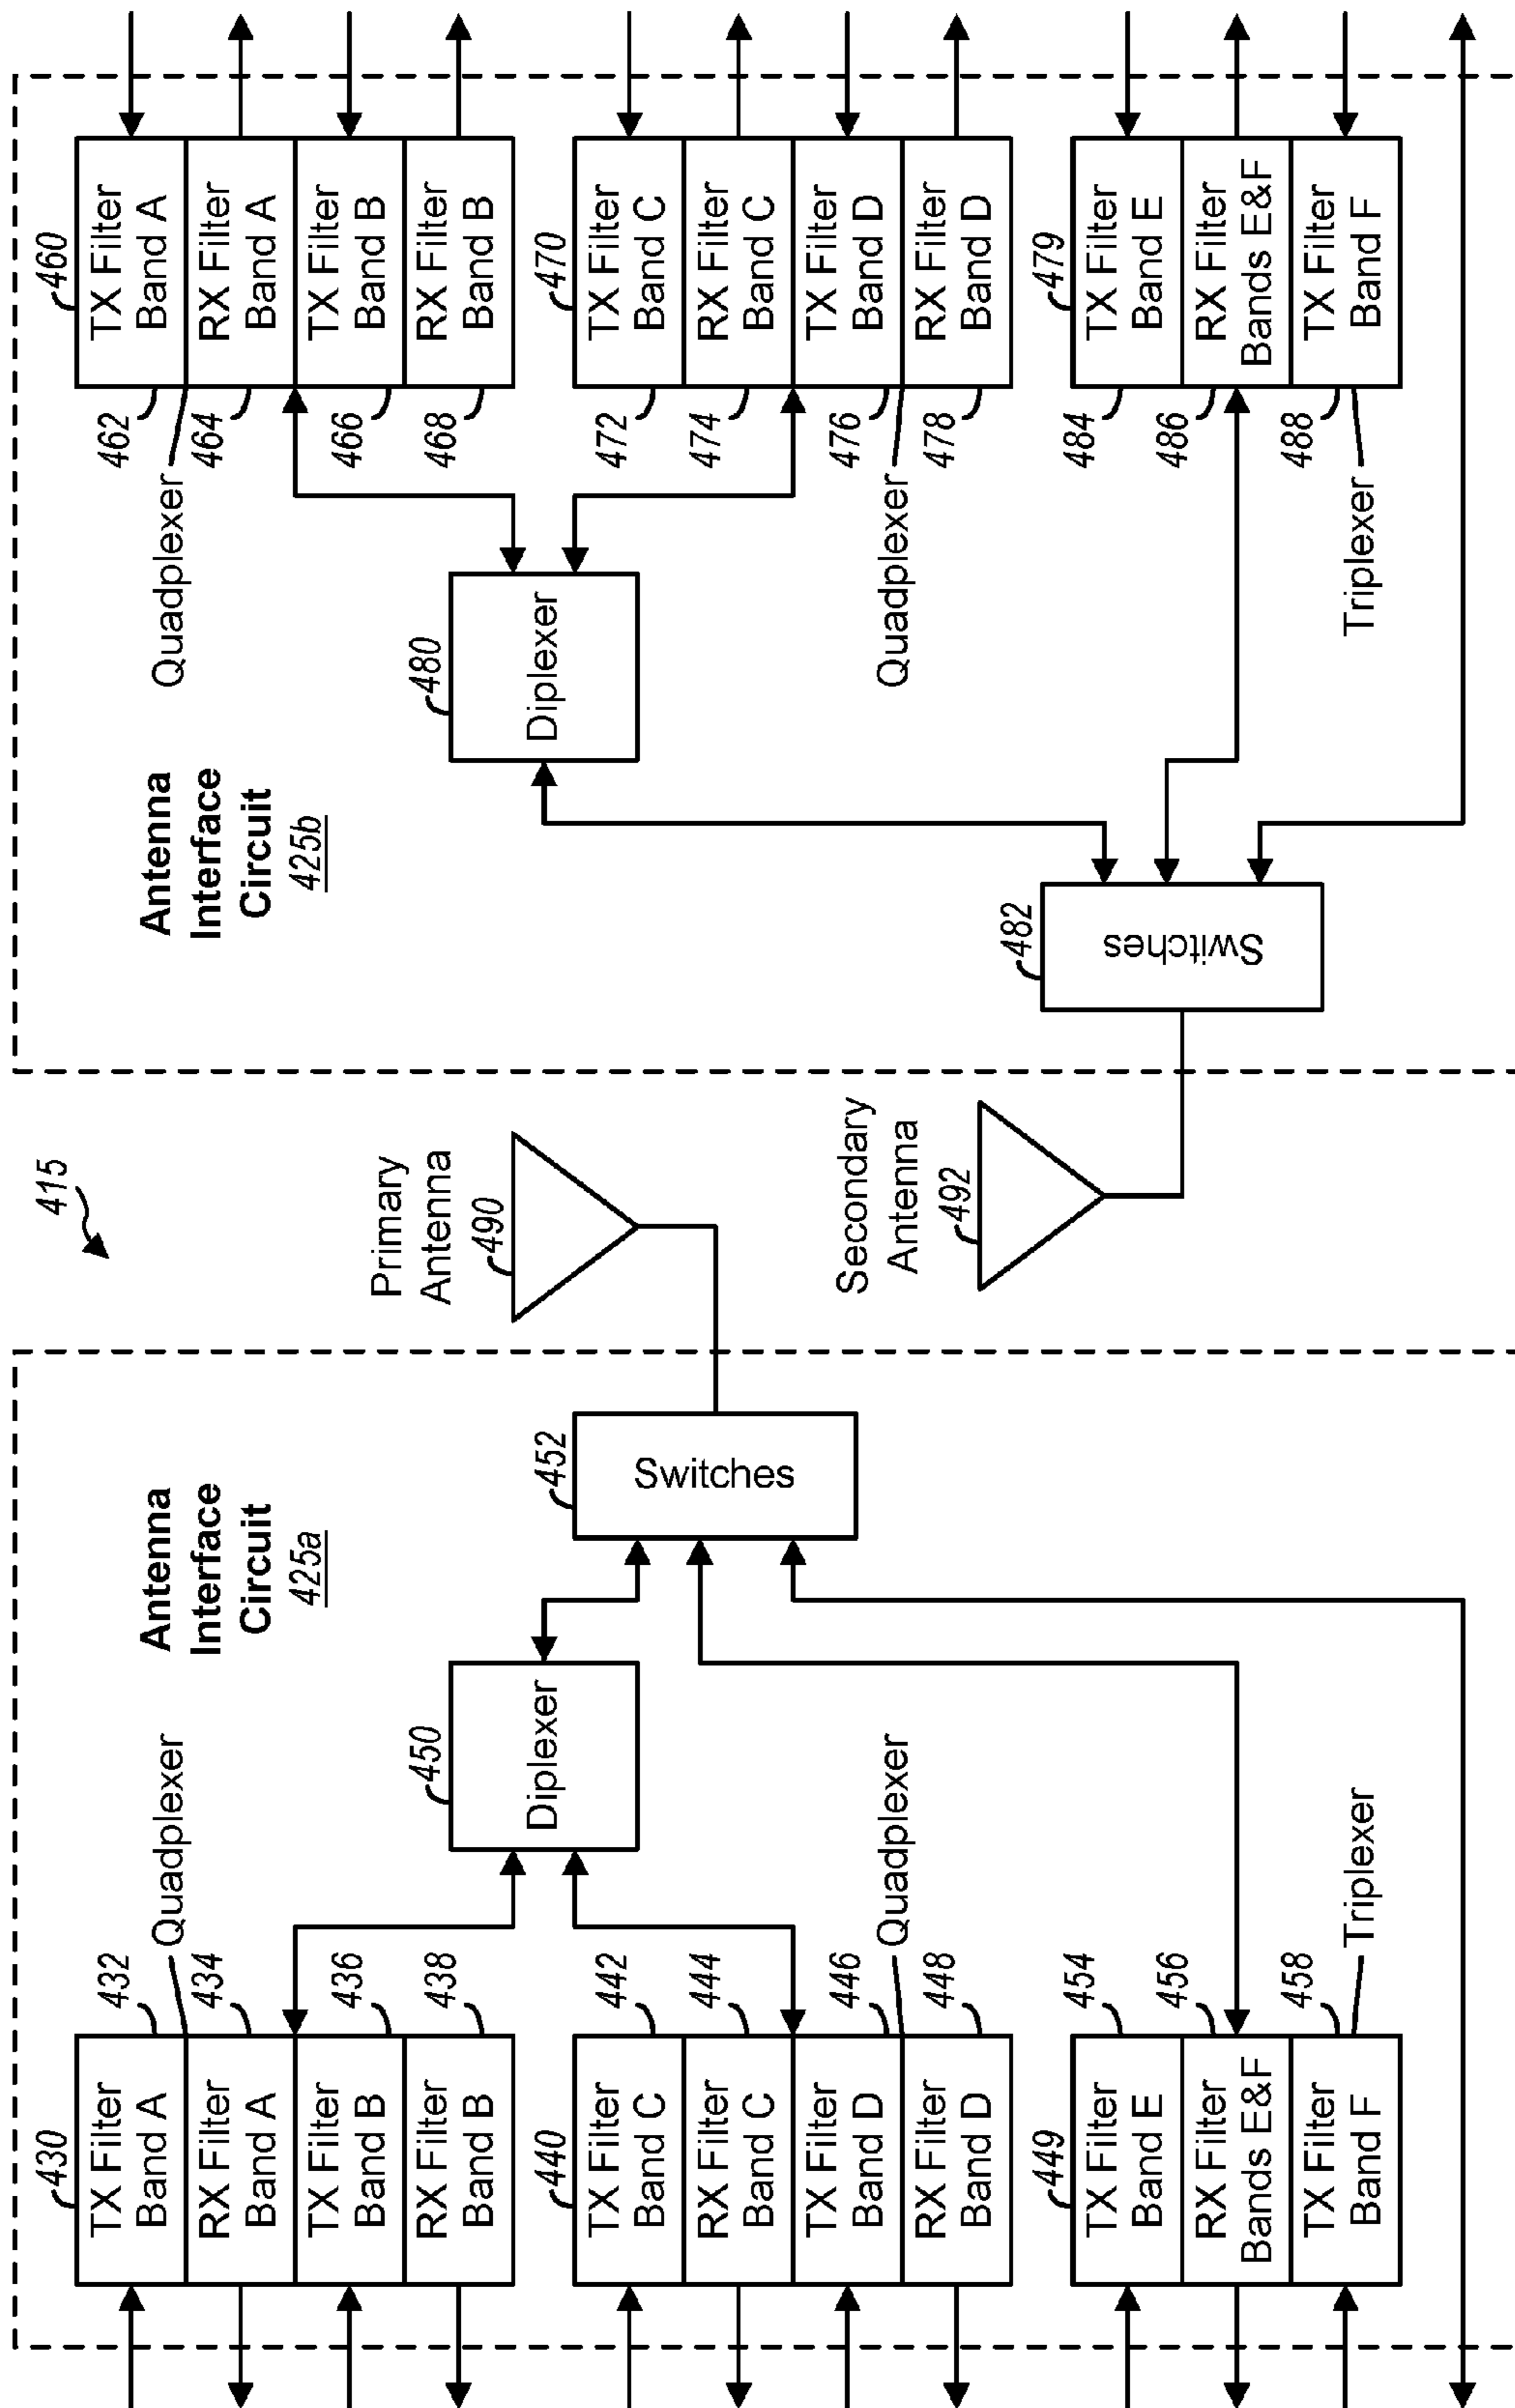 415
Antenna
Interface
Circuit
425a
430
TX Filter
Band A
432
Quadplexer
RX Filter
Band A
434
TX Filter
Band B
436
RX Filter
Band B
438
440
TX Filter
Band C
442
RX Filter
Band C
444
TX Filter
Band D
446
Quadplexer
RX Filter
Band D
448
449
TX Filter
Band E
454
RX Filter
Bands E&F
456
TX Filter
Band F
458
Triplexer
450
Diplexer
452
Switches
Primary
Antenna
490
Secondary
Antenna
492
Antenna
Interface
Circuit
425b
482
Switches
480
Diplexer
460
TX Filter
Band A
462
Quadplexer
RX Filter
Band A
464
TX Filter
Band B
466
RX Filter
Band B
468
470
TX Filter
Band C
472
RX Filter
Band C
474
TX Filter
Band D
476
Quadplexer
RX Filter
Band D
478
479
TX Filter
Band E
484
RX Filter
Bands E&F
486
TX Filter
Band F
488
Triplexer